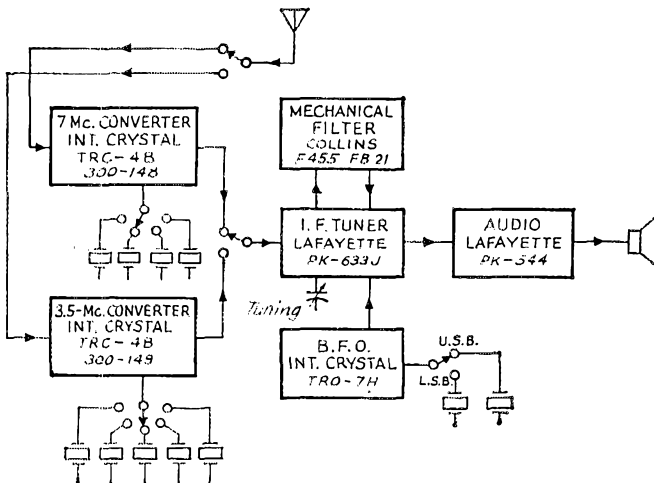 7 Mc. CONVERTER
INT. CRYSTAL
TRC-4B
300-148
MECHANICAL
FILTER
COLLINS
F455 FB 21
I.F. TUNER
LAFAYETTE
PK-633J
AUDIO
LAFAYETTE
PK-544
Tuning
3.5-Mc. CONVERTER
INT. CRYSTAL
TRC-4B
300-149
B.F.O.
INT. CRYSTAL
TRO-7H
U.S.B.
L.S.B.